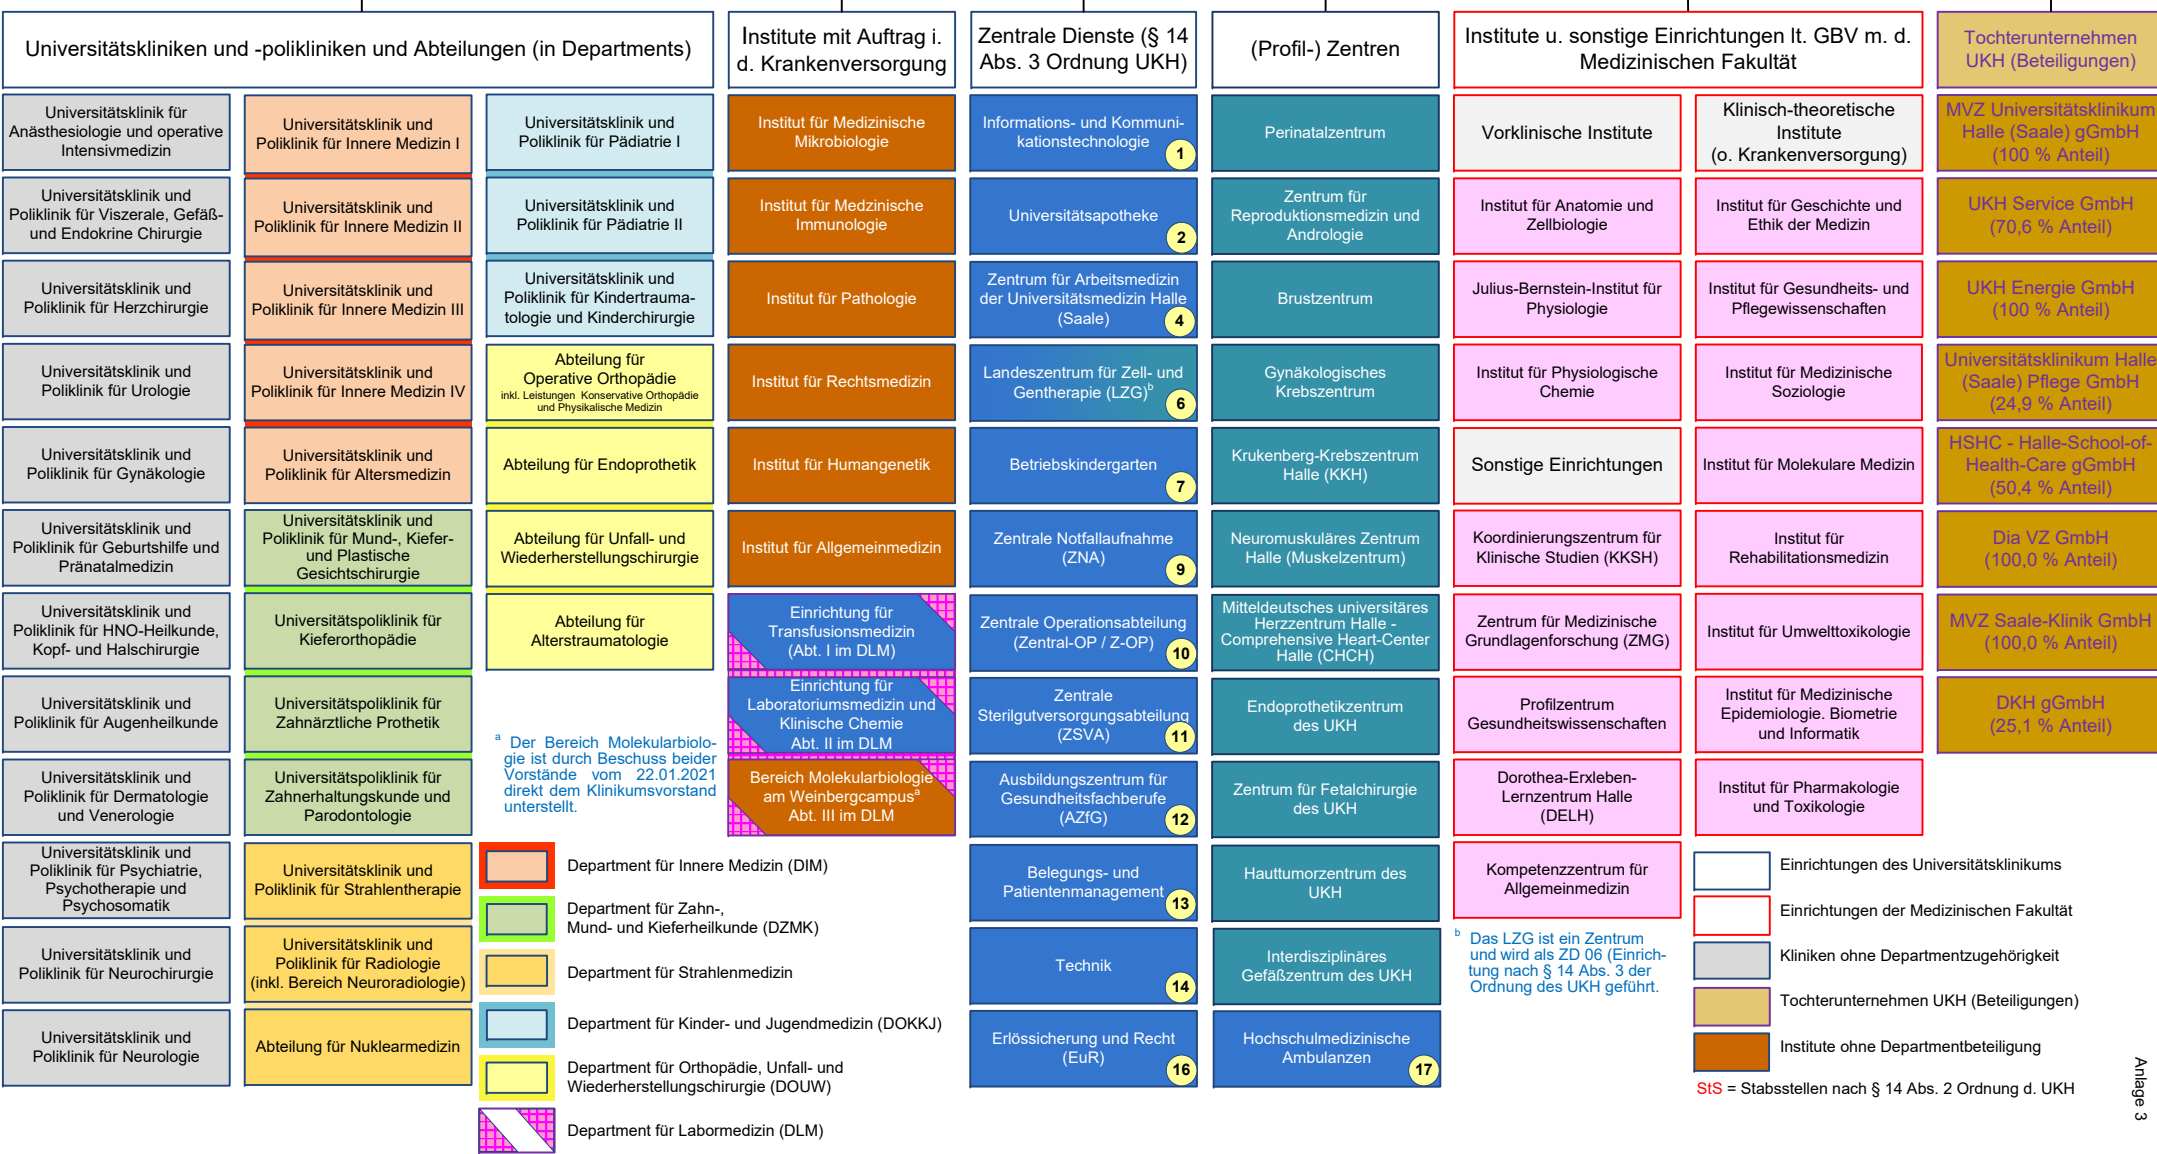 Universitätskliniken und -polikliniken und Abteilungen (in Departments)
Institute mit Auftrag i.
d. Krankenversorgung
Zentrale Dienste (§ 14
Abs. 3 Ordnung UKH)
(Profil-) Zentren
Institute u. sonstige Einrichtungen lt. GBV m. d.
Medizinischen Fakultät
Tochterunternehmen
UKH (Beteiligungen)
Universitätsklinik für
Anästhesiologie und operative
Intensivmedizin
Universitätsklinik und
Poliklinik für Viszerale, Gefäß-
und Endokrine Chirurgie
Universitätsklinik und
Poliklinik für Herzchirurgie
Universitätsklinik und
Poliklinik für Urologie
Universitätsklinik und
Poliklinik für Gynäkologie
Universitätsklinik und
Poliklinik für Geburtshilfe und
Pränatalmedizin
Universitätsklinik und
Poliklinik für HNO-Heilkunde,
Kopf- und Halschirurgie
Universitätsklinik und
Poliklinik für Augenheilkunde
Universitätsklinik und
Poliklinik für Dermatologie
und Venerologie
Universitätsklinik und
Poliklinik für Psychiatrie,
Psychotherapie und
Psychosomatik
Universitätsklinik und
Poliklinik für Neurochirurgie
Universitätsklinik und
Poliklinik für Neurologie
Universitätsklinik und
Poliklinik für Innere Medizin I
Universitätsklinik und
Poliklinik für Innere Medizin II
Universitätsklinik und
Poliklinik für Innere Medizin III
Universitätsklinik und
Poliklinik für Innere Medizin IV
Universitätsklinik und
Poliklinik für Altersmedizin
Universitätsklinik und
Poliklinik für Mund-, Kiefer-
und Plastische
Gesichtschirurgie
Universitätspoliklinik für
Kieferorthopädie
Universitätspoliklinik für
Zahnärztliche Prothetik
Universitätspoliklinik für
Zahnerhaltungskunde und
Parodontologie
Universitätsklinik und
Poliklinik für Strahlentherapie
Universitätsklinik und
Poliklinik für Radiologie
(inkl. Bereich Neuroradiologie)
Abteilung für Nuklearmedizin
Universitätsklinik und
Poliklinik für Pädiatrie I
Universitätsklinik und
Poliklinik für Pädiatrie II
Universitätsklinik und
Poliklinik für Kindertrauma-
tologie und Kinderchirurgie
Abteilung für
Operative Orthopädie
inkl. Leistungen Konservative Orthopädie
und Physikalische Medizin
Abteilung für Endoprothetik
Abteilung für Unfall- und
Wiederherstellungschirurgie
Abteilung für
Alterstraumatologie
a Der Bereich Molekularbiolo-
gie ist durch Beschuss beider
Vorstände vom 22.01.2021
direkt dem Klinikumsvorstand
unterstellt.
Department für Innere Medizin (DIM)
Department für Zahn-,
Mund- und Kieferheilkunde (DZMK)
Department für Strahlenmedizin
Department für Kinder- und Jugendmedizin (DOKKJ)
Department für Orthopädie, Unfall- und
Wiederherstellungschirurgie (DOUW)
Department für Labormedizin (DLM)
Institut für Medizinische
Mikrobiologie
Institut für Medzinische
Immunologie
Institut für Pathologie
Institut für Rechtsmedizin
Institut für Humangenetik
Institut für Allgemeinmedizin
Einrichtung für
Transfusionsmedizin
(Abt. I im DLM)
Einrichtung für
Laboratoriumsmedizin und
Klinische Chemie
Abt. II im DLM
Bereich Molekularbiologie
am Weinbergcampus a
Abt. III im DLM
Informations- und Kommuni-
kationstechnologie
1
Universitätsapotheke
2
Zentrum für Arbeitsmedizin
der Universitätsmedizin Halle
(Saale)
4
Landeszentrum für Zell- und
Gentherapie (LZG) b
6
Betriebskindergarten
7
Zentrale Notfallaufnahme
(ZNA)
9
Zentrale Operationsabteilung
(Zentral-OP / Z-OP)
10
Zentrale
Sterilgutversorgungsabteilung
(ZSVA)
11
Ausbildungszentrum für
Gesundheitsfachberufe
(AZfG)
12
Belegungs- und
Patientenmanagement
13
Technik
14
Erlössicherung und Recht
(EuR)
16
Perinatalzentrum
Zentrum für
Reproduktionsmedizin und
Andrologie
Brustzentrum
Gynäkologisches
Krebszentrum
Krukenberg-Krebszentrum
Halle (KKH)
Neuromuskuläres Zentrum
Halle (Muskelzentrum)
Mitteldeutsches universitäres
Herzzentrum Halle -
Comprehensive Heart-Center
Halle (CHCH)
Endoprothetikzentrum
des UKH
Zentrum für Fetalchirurgie
des UKH
Hauttumorzentrum des
UKH
Interdisziplinäres
Gefäßzentrum des UKH
Hochschulmedizinische
Ambulanzen
17
Vorklinische Institute
Institut für Anatomie und
Zellbiologie
Julius-Bernstein-Institut für
Physiologie
Institut für Physiologische
Chemie
Sonstige Einrichtungen
Koordinierungszentrum für
Klinische Studien (KKSH)
Zentrum für Medizinische
Grundlagenforschung (ZMG)
Profilzentrum
Gesundheitswissenschaften
Dorothea-Erxleben-
Lernzentrum Halle
(DELH)
Kompetenzzentrum für
Allgemeinmedizin
b Das LZG ist ein Zentrum
und wird als ZD 06 (Einrich-
tung nach § 14 Abs. 3 der
Ordnung des UKH geführt.
Klinisch-theoretische
Institute
(o. Krankenversorgung)
Institut für Geschichte und
Ethik der Medizin
Institut für Gesundheits- und
Pflegewissenschaften
Institut für Medizinische
Soziologie
Institut für Molekulare Medizin
Institut für
Rehabilitationsmedizin
Institut für Umwelttoxikologie
Institut für Medizinische
Epidemiologie. Biometrie
und Informatik
Institut für Pharmakologie
und Toxikologie
MVZ Universitätsklinikum
Halle (Saale) gGmbH
(100 % Anteil)
UKH Service GmbH
(70,6 % Anteil)
UKH Energie GmbH
(100 % Anteil)
Universitätsklinikum Halle
(Saale) Pflege GmbH
(24,9 % Anteil)
HSHC - Halle-School-of-
Health-Care gGmbH
(50,4 % Anteil)
Dia VZ GmbH
(100,0 % Anteil)
MVZ Saale-Klinik GmbH
(100,0 % Anteil)
DKH gGmbH
(25,1 % Anteil)
Einrichtungen des Universitätsklinikums
Einrichtungen der Medizinischen Fakultät
Kliniken ohne Departmentzugehörigkeit
Tochterunternehmen UKH (Beteiligungen)
Institute ohne Departmentbeteiligung
StS = Stabsstellen nach § 14 Abs. 2 Ordnung d. UKH
Anlage 3